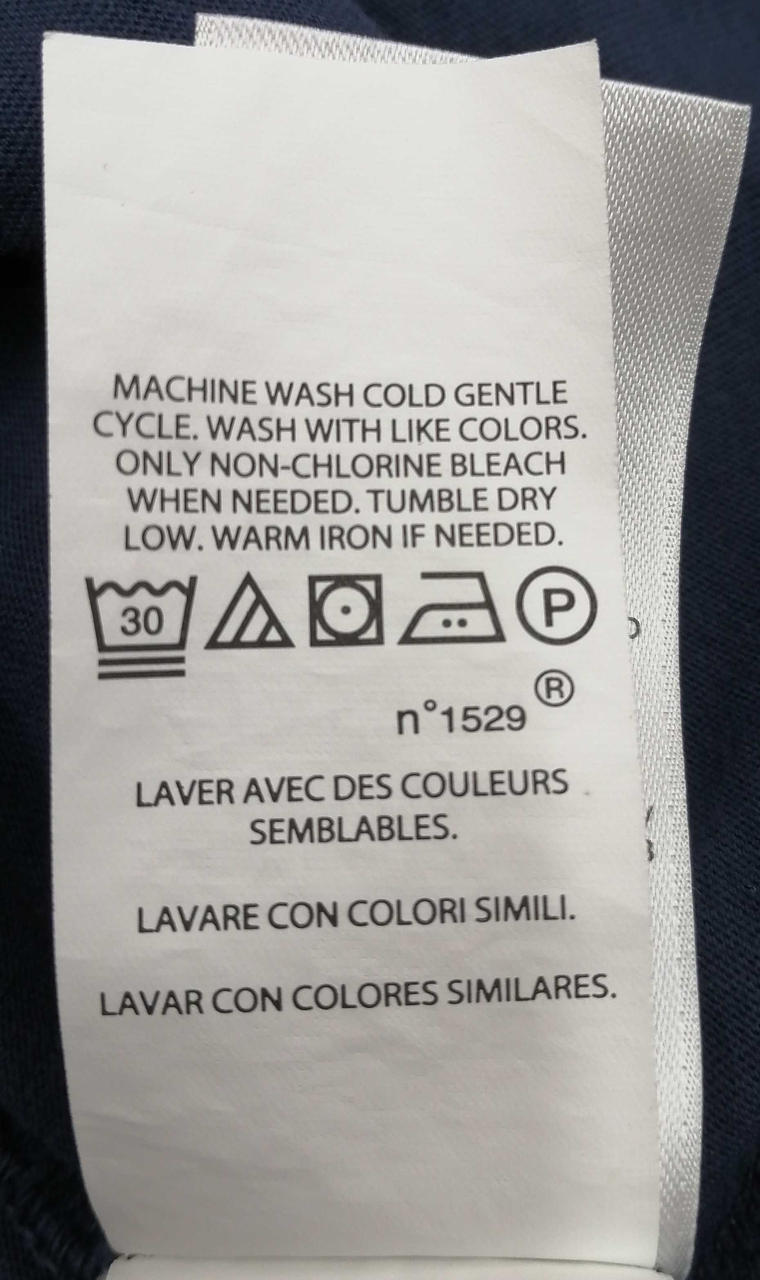 MACHINE WASH COLD GENTLE
CYCLE. WASH WITH LIKE COLORS.
ONLY NON-CHLORINE BLEACH
WHEN NEEDED. TUMBLE DRY
LOW. WARM IRON IF NEEDED.
30 P
n°1529 ®
LAVER AVEC DES COULEURS
SEMBLABLES.
LAVARE CON COLORI SIMILI.
LAVAR CON COLORES SIMILARES.